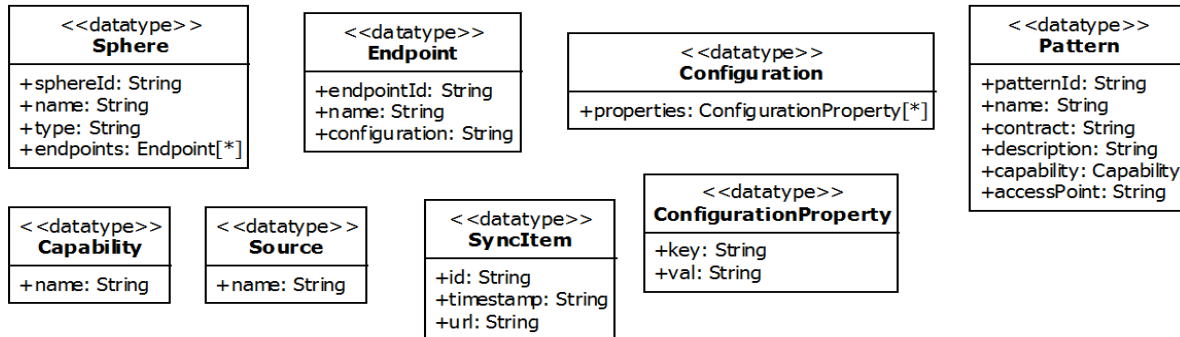 <<datatype>>
Sphere
+sphereId: String
+name: String
+type: String
+endpoints: Endpoint[*]
<<datatype>>
Endpoint
+endpointId: String
+name: String
+configuration: String
<<datatype>>
Configuration
+properties: ConfigurationProperty[*]
<<datatype>>
Pattern
+patternId: String
+name: String
+contract: String
+description: String
+capability: Capability
+accessPoint: String
<<datatype>>
Capability
+name: String
<<datatype>>
Source
+name: String
<<datatype>>
SyncItem
+id: String
+timestamp: String
+url: String
<<datatype>>
ConfigurationProperty
+key: String
+val: String